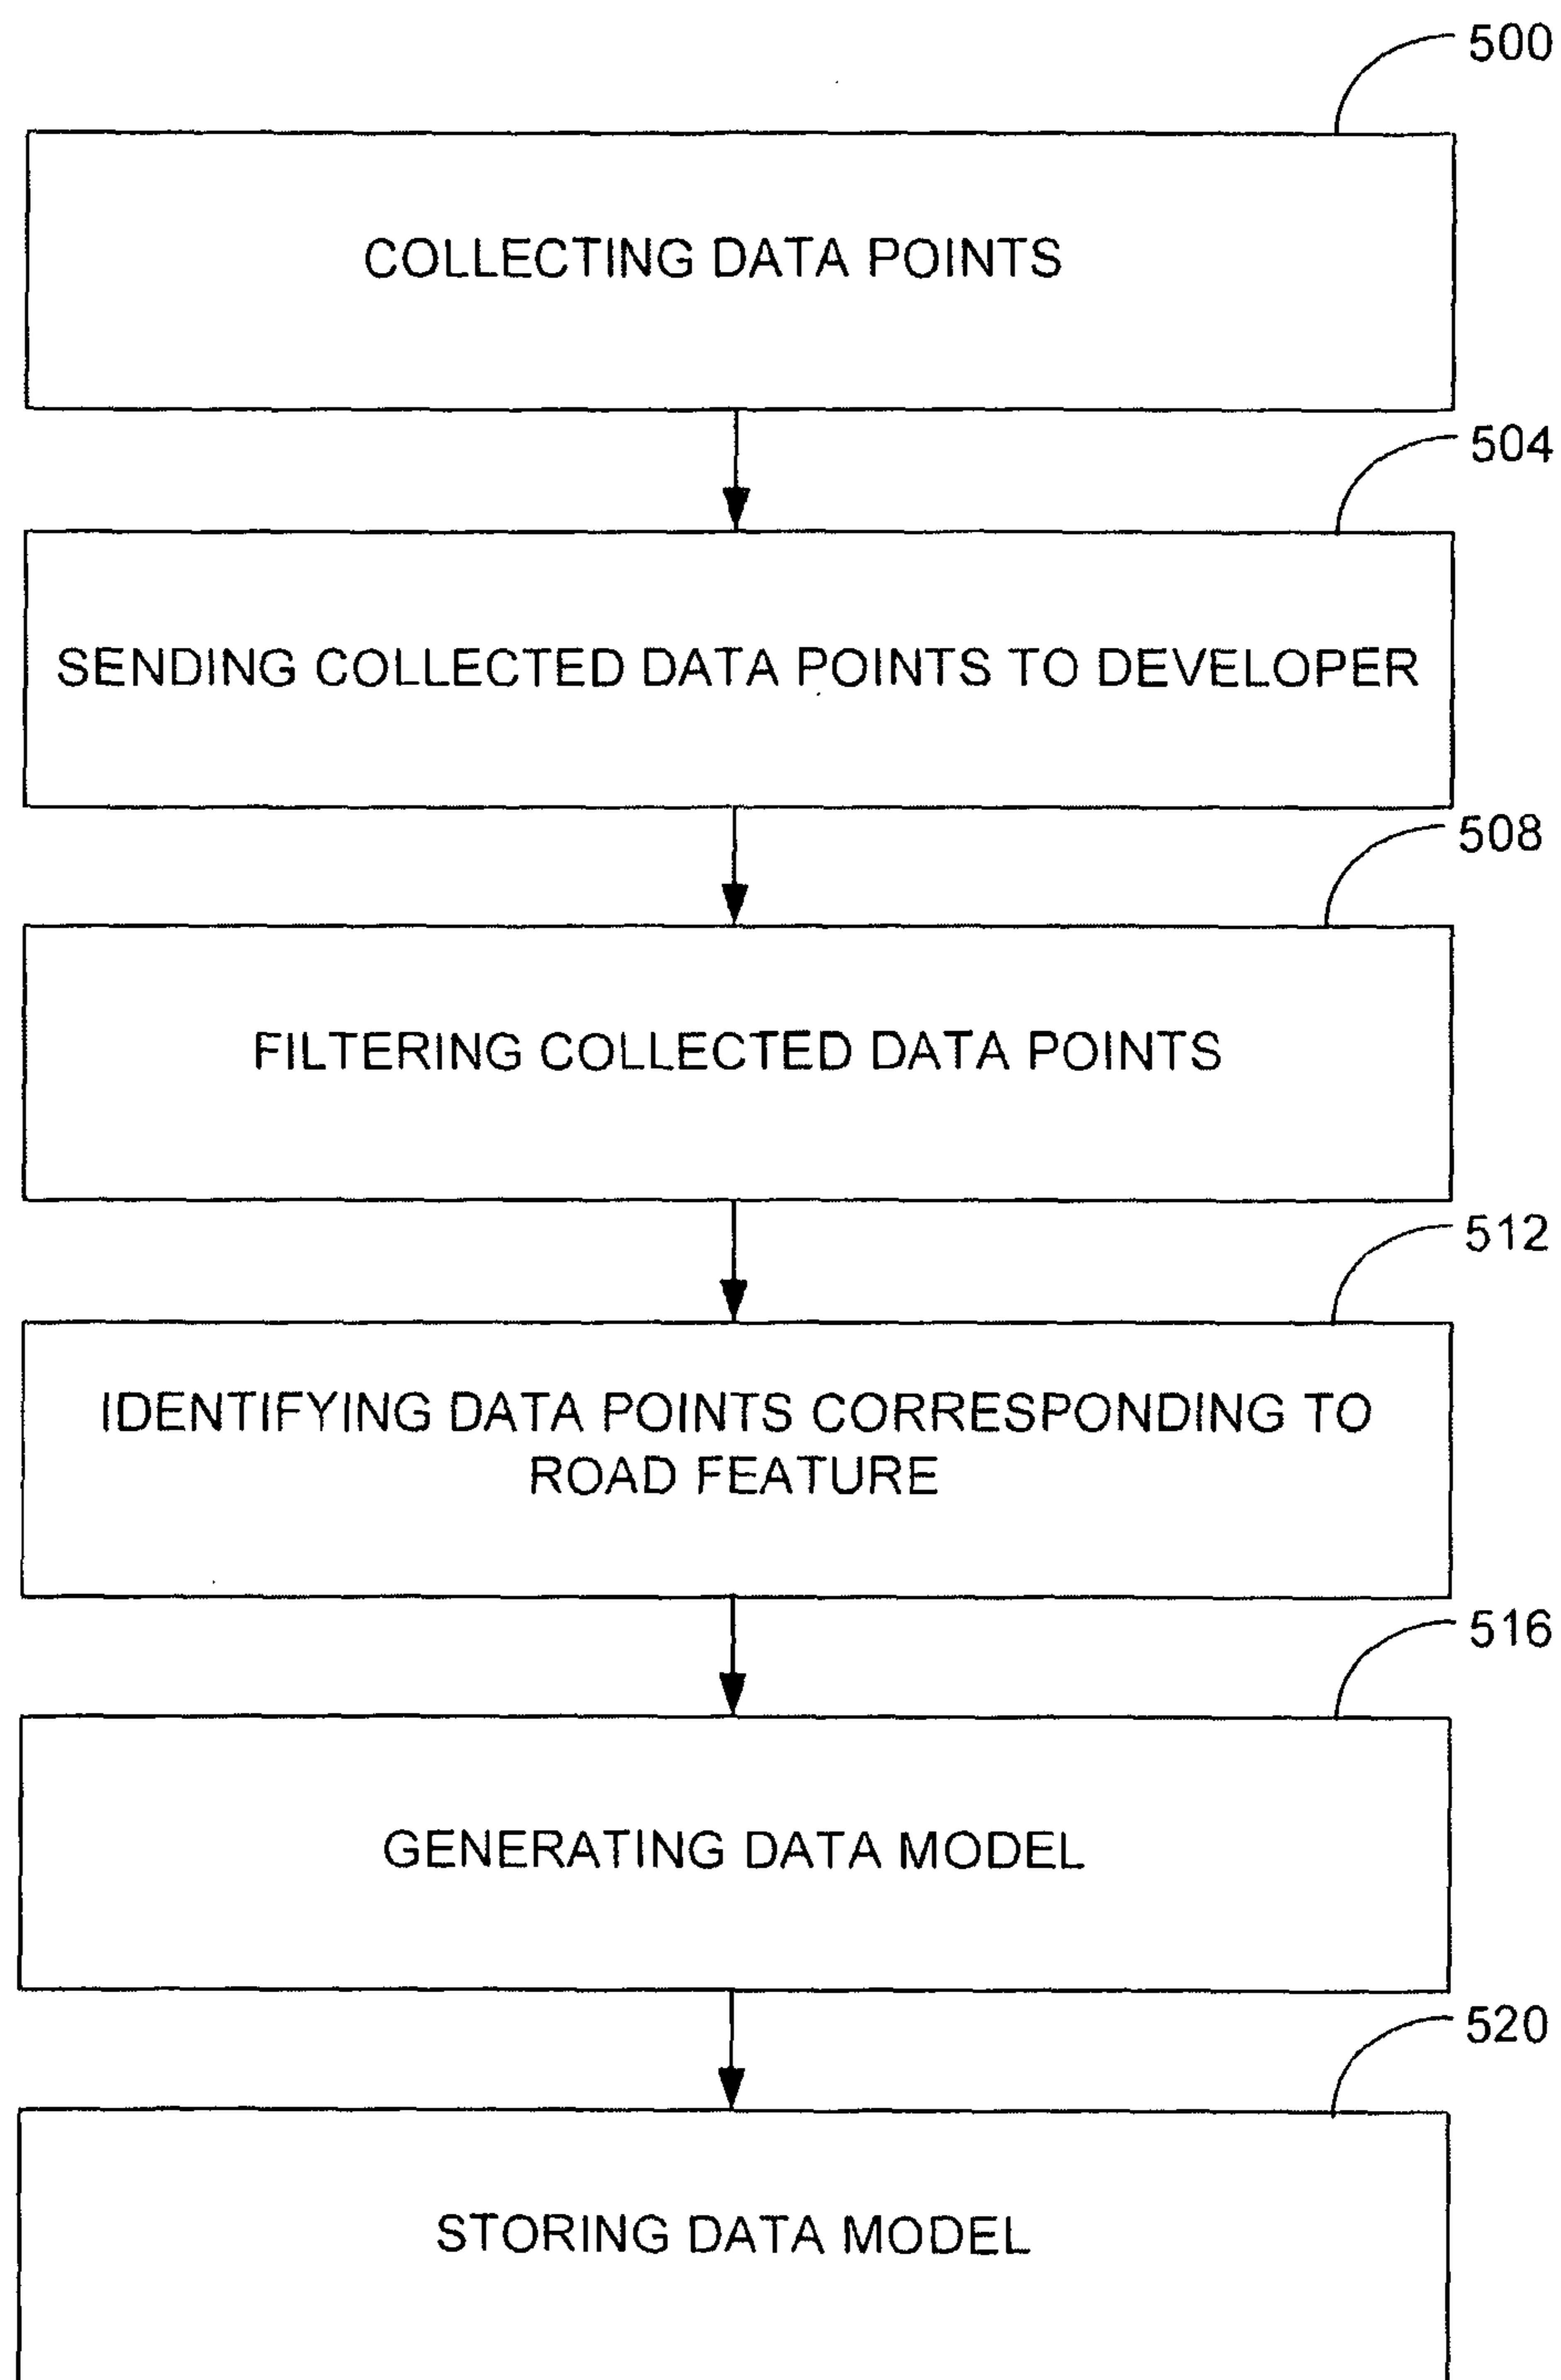 500
COLLECTING DATA POINTS
504
SENDING COLLECTED DATA POINTS TO DEVELOPER
508
FILTERING COLLECTED DATA POINTS
512
IDENTIFYING DATA POINTS CORRESPONDING TO
ROAD FEATURE
516
GENERATING DATA MODEL
520
STORING DATA MODEL